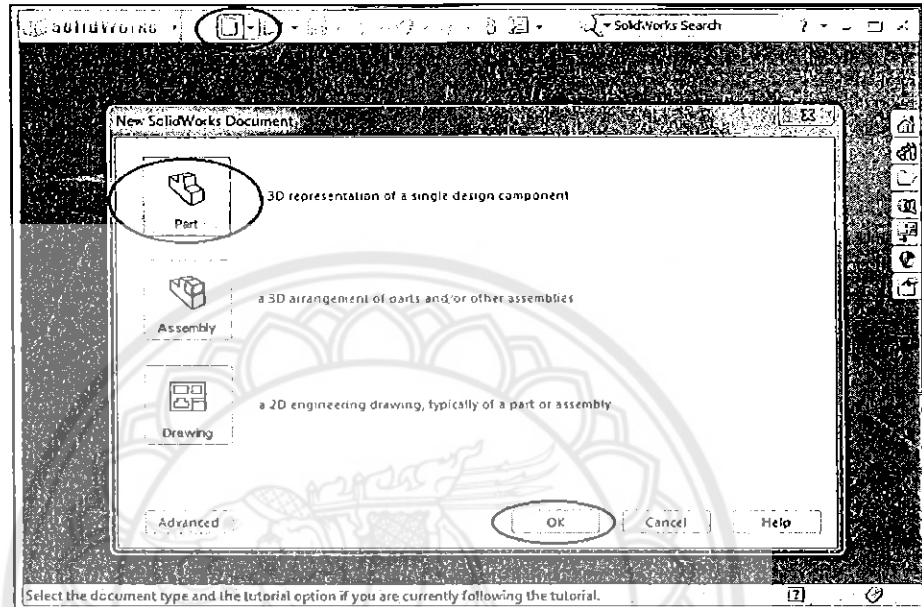 SolidWorks
SolidWorks Search
New SolidWorks Document
Part
3D representation of a single design component
Assembly
a 3D arrangement of parts and/or other assemblies
Drawing
a 2D engineering drawing, typically of a part or assembly
Advanced
OK
Cancel
Help
Select the document type and the tutorial option if you are currently following the tutorial.